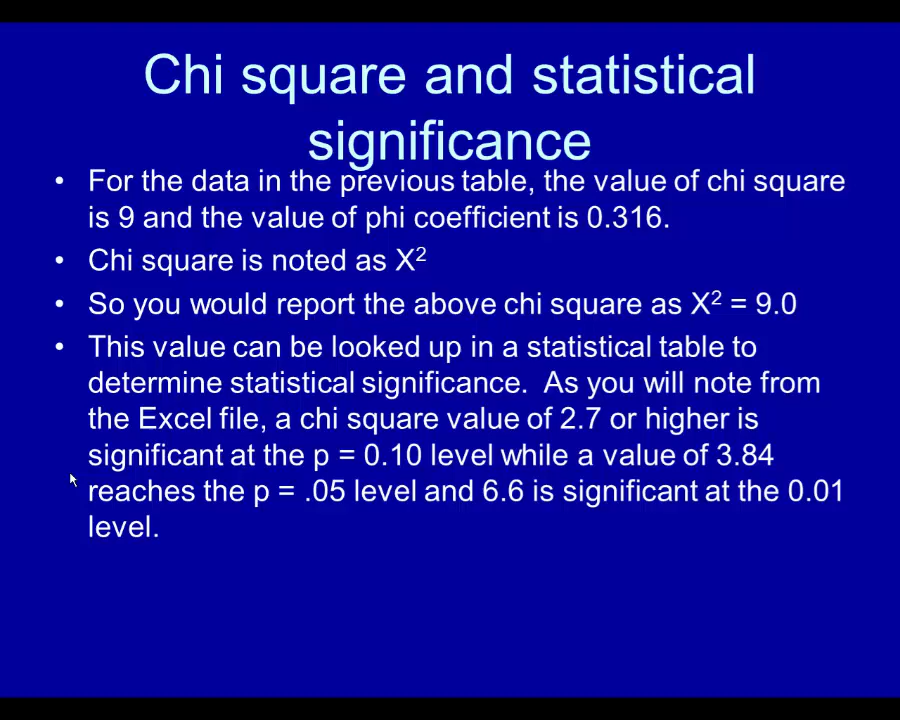 Chi square and statistical
significance
• For the data in the previous table, the value of chi square
is 9 and the value of phi coefficient is 0.316.
• Chi square is noted as X²
• So you would report the above chi square as X² = 9.0
• This value can be looked up in a statistical table to
determine statistical significance.  As you will note from
the Excel file, a chi square value of 2.7 or higher is
significant at the p = 0.10 level while a value of 3.84
reaches the p = .05 level and 6.6 is significant at the 0.01
level.